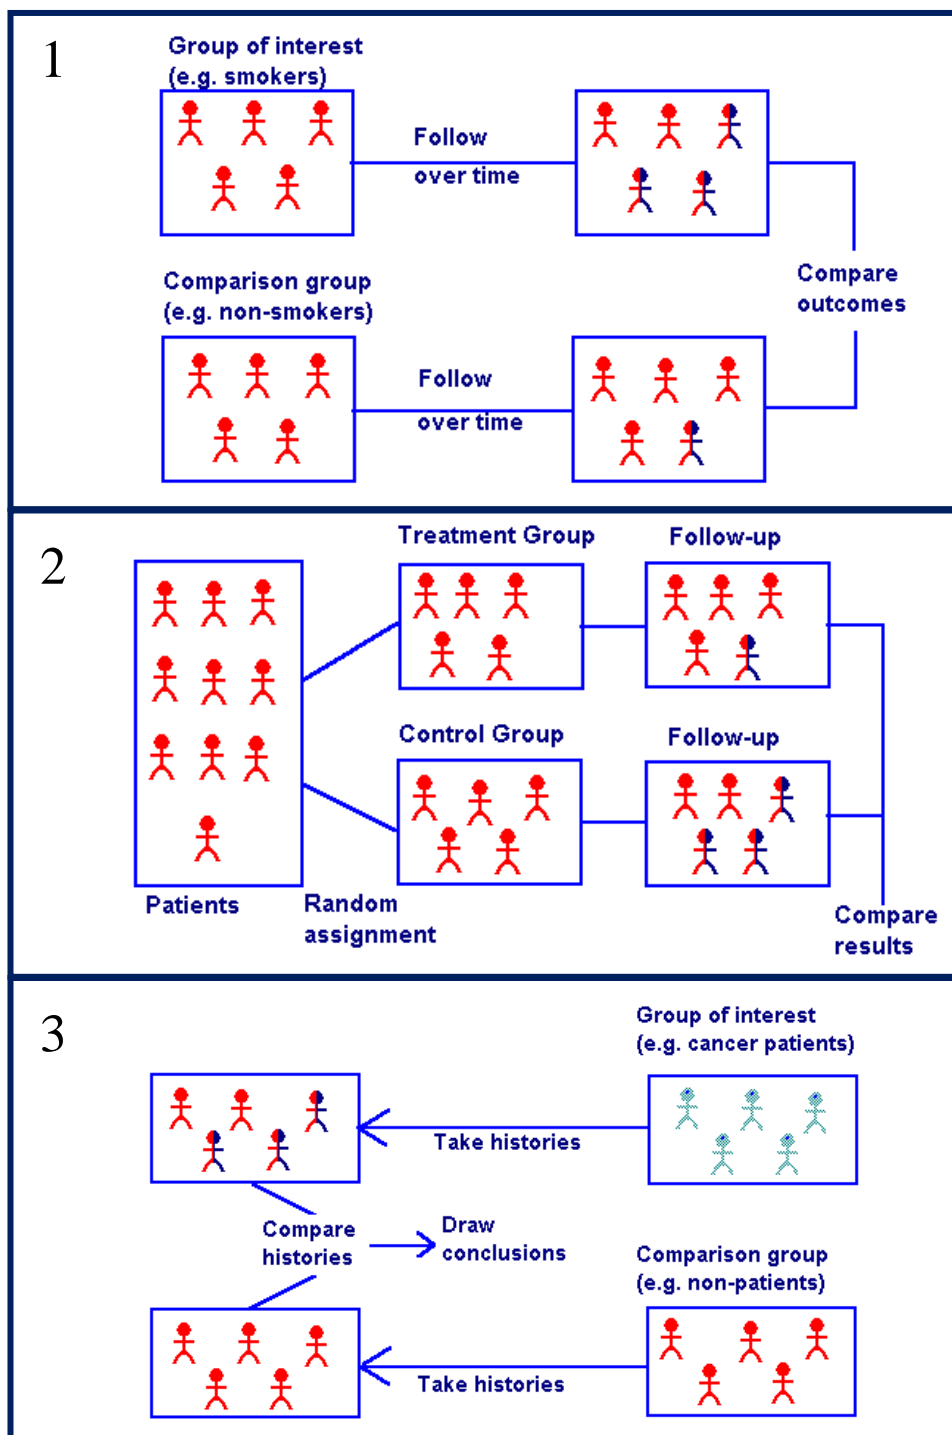 1
Group of interest
(e.g. smokers)
Follow
over time
Compare
outcomes
Comparison group
(e.g. non-smokers)
Follow
over time
2
Treatment Group
Follow-up
Control Group
Follow-up
Patients
Random
assignment
Compare
results
3
Group of interest
(e.g. cancer patients)
Take histories
Compare
histories
Draw
conclusions
Comparison group
(e.g. non-patients)
Take histories